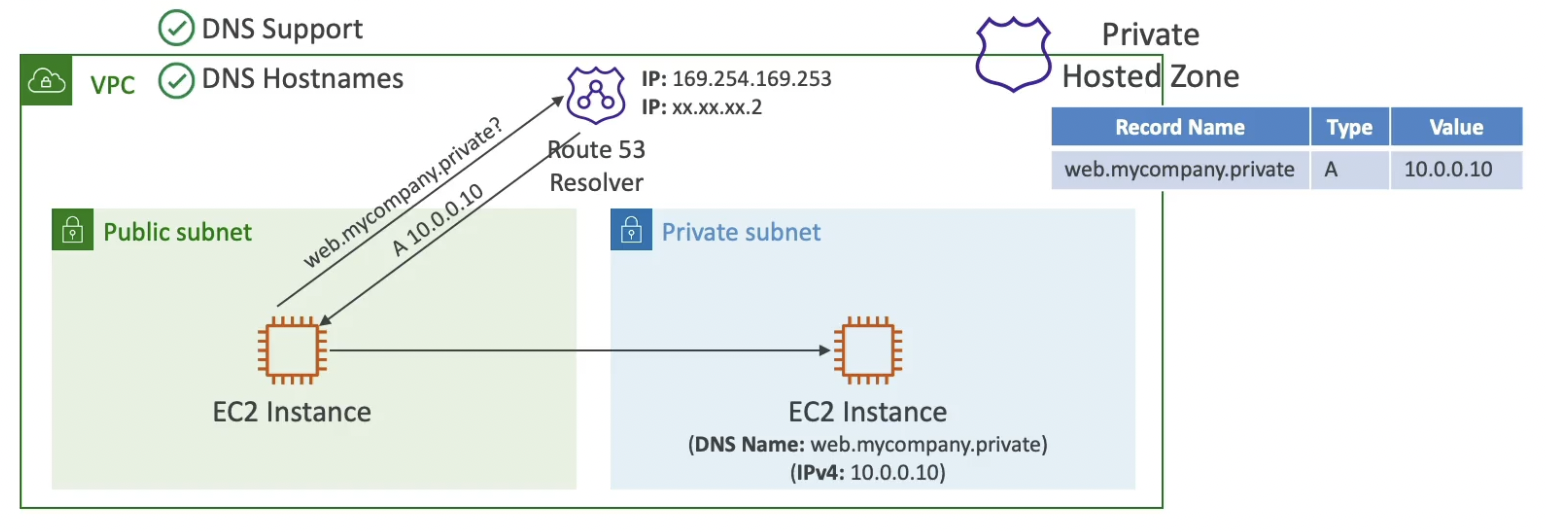 DNS Support
VPC
DNS Hostnames
IP: 169.254.169.253
IP: xx.xx.xx.2
Route 53
Resolver
Private
Hosted Zone
Record Name Type Value
web.mycompany.private A 10.0.0.10
web.mycompany.private?
A 10.0.0.10
Public subnet
EC2 Instance
Private subnet
EC2 Instance
(DNS Name: web.mycompany.private)
(IPv4: 10.0.0.10)